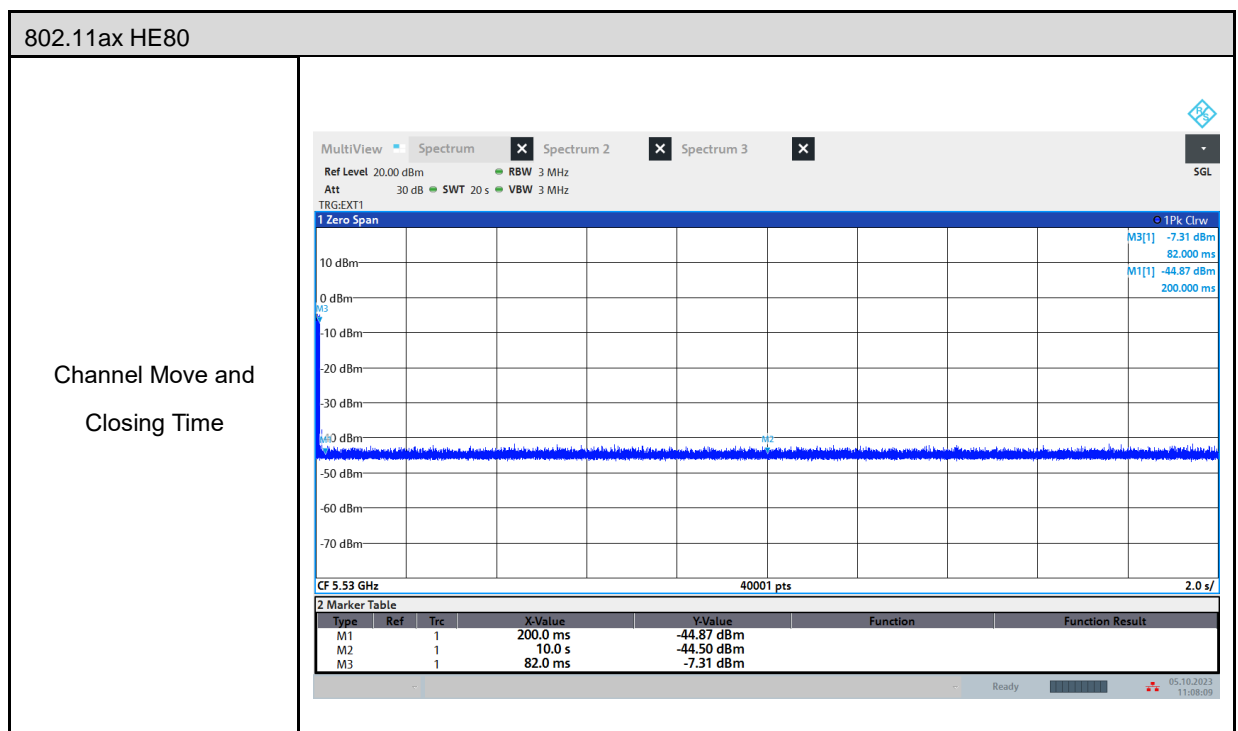 802.11ax HE80
Channel Move and
Closing Time
R&S
MultiView Spectrum Spectrum 2 Spectrum 3
Ref Level 20.00 dBm RBW 3 MHz SGL
Att 30 dB SWT 20 s VBW 3 MHz
TRG:EXT1
1 Zero Span 1Pk Clrw
M3[1] -7.31 dBm
82.000 ms
M1[1] -44.87 dBm
200.000 ms
10 dBm
0 dBm
M3
-10 dBm
-20 dBm
-30 dBm
-40 dBm
M1
M2
-50 dBm
-60 dBm
-70 dBm
CF 5.53 GHz 40001 pts 2.0 s/
2 Marker Table
Type Ref Trc X-Value Y-Value Function Function Result
M1 1 200.0 ms -44.87 dBm
M2 1 10.0 s -44.50 dBm
M3 1 82.0 ms -7.31 dBm
Ready 05.10.2023
11:08:09